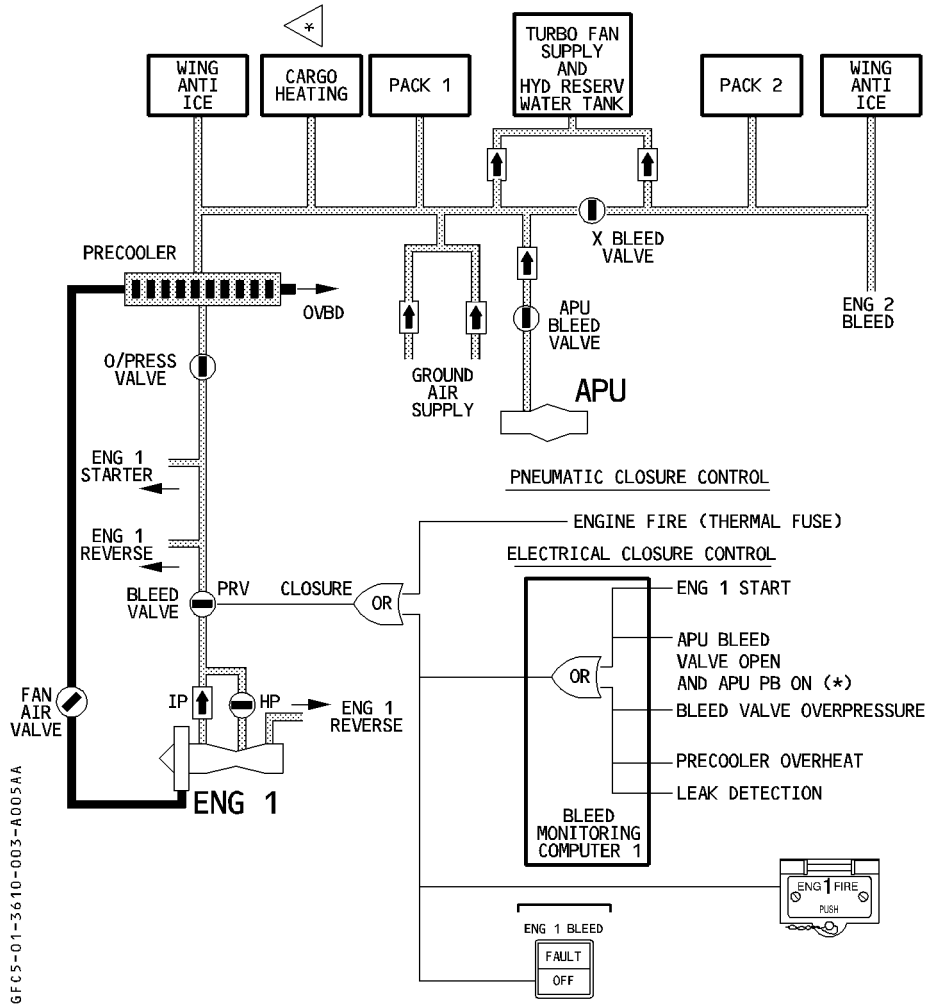 *
WING
ANTI
ICE
CARGO
HEATING
PACK 1
TURBO FAN
SUPPLY
AND
HYD RESERV
WATER TANK
PACK 2
WING
ANTI
ICE
X BLEED
VALVE
PRECOOLER
OVBD
APU
BLEED
VALVE
ENG 2
BLEED
O/PRESS
VALVE
GROUND
AIR
SUPPLY
APU
ENG 1
STARTER
PNEUMATIC CLOSURE CONTROL
ENGINE FIRE (THERMAL FUSE)
ENG 1
REVERSE
ELECTRICAL CLOSURE CONTROL
BLEED
VALVE
PRV
CLOSURE
OR
ENG 1 START
APU BLEED
VALVE OPEN
AND APU PB ON (*)
OR
BLEED VALVE OVERPRESSURE
FAN
AIR
VALVE
IP
HP
ENG 1
REVERSE
PRECOOLER OVERHEAT
LEAK DETECTION
ENG 1
BLEED
MONITORING
COMPUTER 1
ENG 1 FIRE
PUSH
ENG 1 BLEED
FAULT
OFF
GFC5-01-3610-003-A005AA